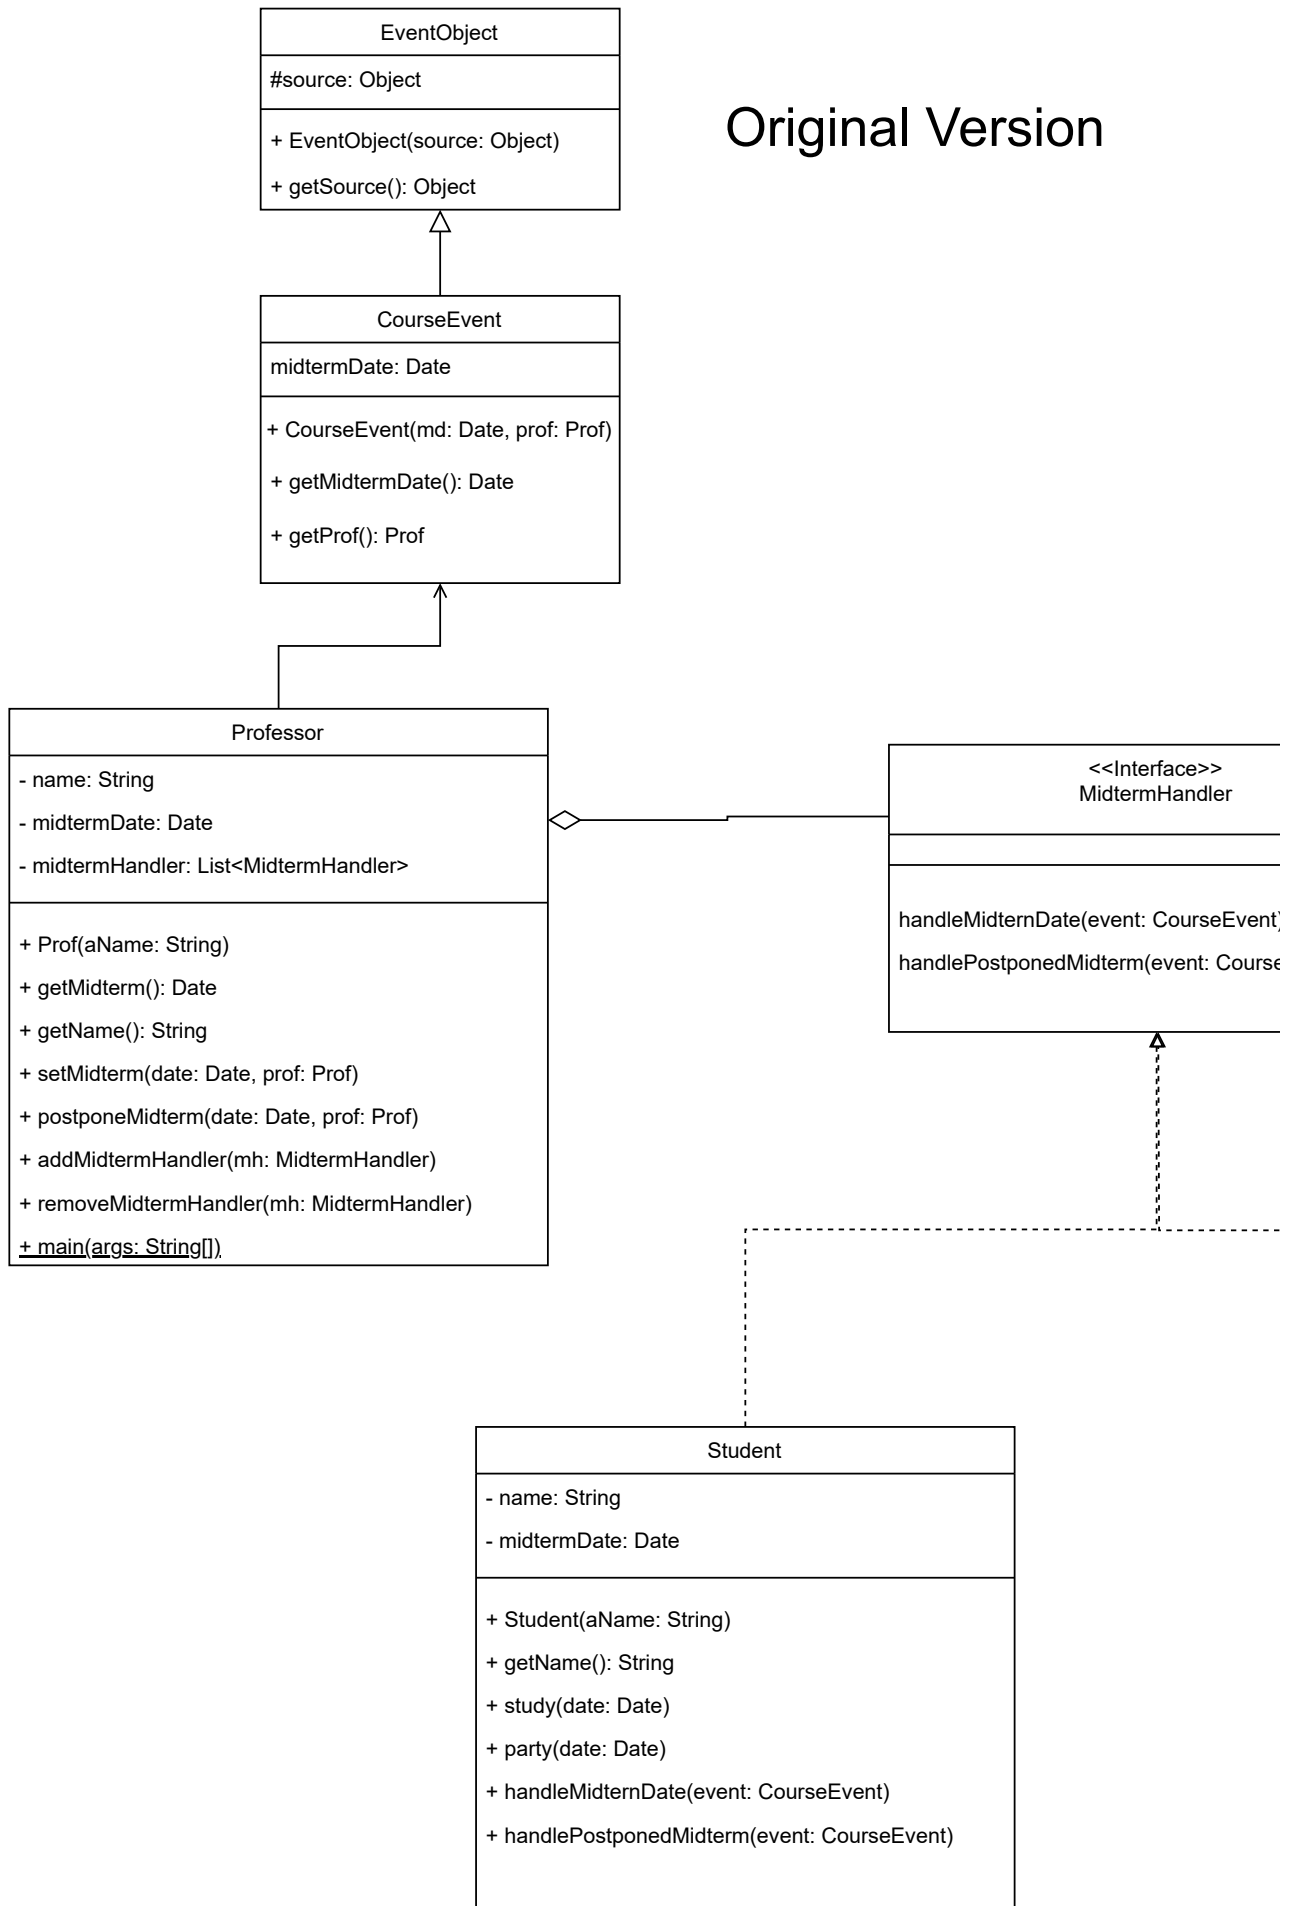 EventObject
#source: Object
+ EventObject(source: Object)
+ getSource(): Object
Original Version
CourseEvent
midtermDate: Date
+ CourseEvent(md: Date, prof: Prof)
+ getMidtermDate(): Date
+ getProf(): Prof
Professor
- name: String
- midtermDate: Date
- midtermHandler: List<MidtermHandler>
+ Prof(aName: String)
+ getMidterm(): Date
+ getName(): String
+ setMidterm(date: Date, prof: Prof)
+ postponeMidterm(date: Date, prof: Prof)
+ addMidtermHandler(mh: MidtermHandler)
+ removeMidtermHandler(mh: MidtermHandler)
+ main(args: String[])
<<Interface>>
MidtermHandler
handleMidternDate(event: CourseEvent)
handlePostponedMidterm(event: Course
Student
- name: String
- midtermDate: Date
+ Student(aName: String)
+ getName(): String
+ study(date: Date)
+ party(date: Date)
+ handleMidternDate(event: CourseEvent)
+ handlePostponedMidterm(event: CourseEvent)